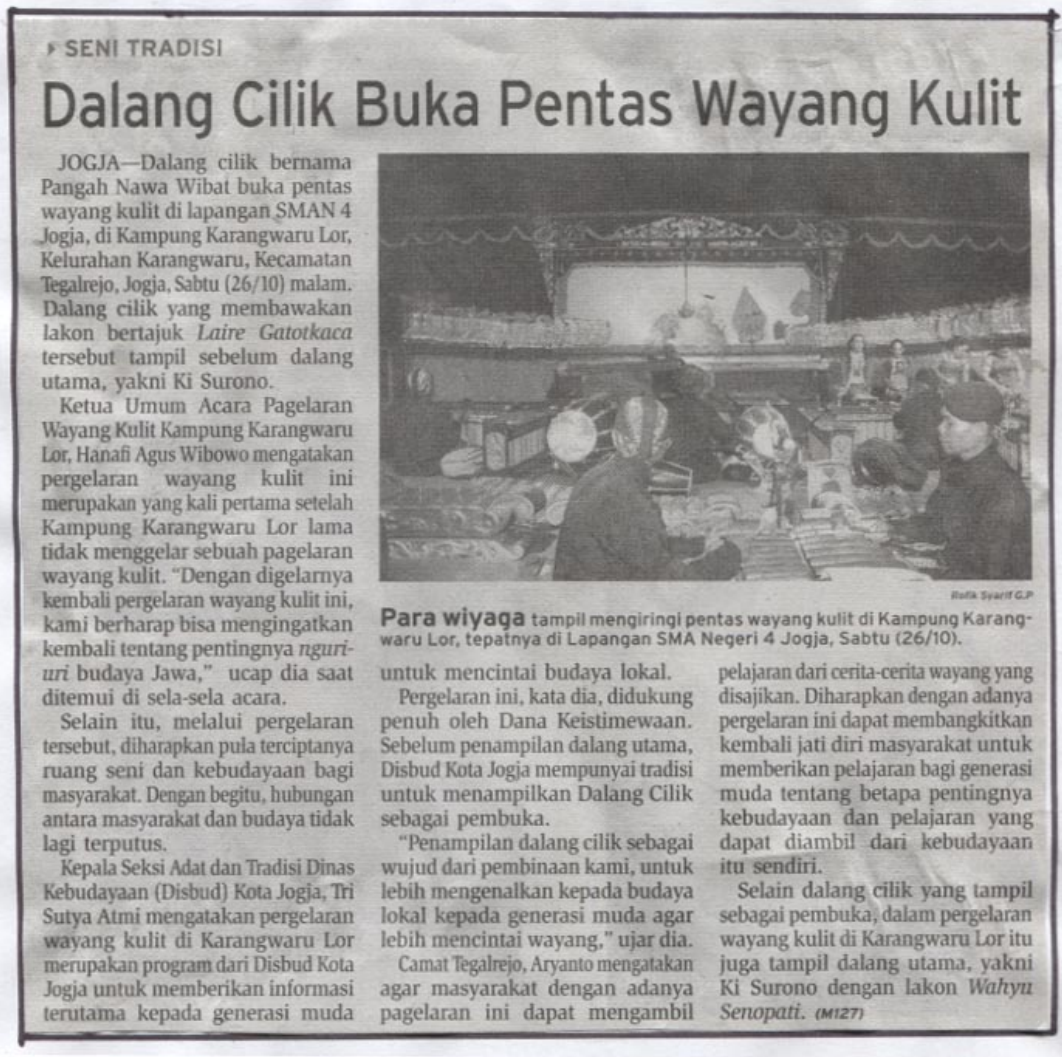 SENI TRADISI
Dalang Cilik Buka Pentas Wayang Kulit
JOGJA—Dalang cilik bernama
Pangah Nawa Wibat buka pentas
wayang kulit di lapangan SMAN 4
Jogja, di Kampung Karangwaru Lor,
Kelurahan Karangwaru, Kecamatan
Tegalrejo, Jogja, Sabtu (26/10) malam.
Dalang cilik yang membawakan
lakon bertajuk Laire Gatotkaca
tersebut tampil sebelum dalang
utama, yakni Ki Surono.
Ketua Umum Acara Pagelaran
Wayang Kulit Kampung Karangwaru
Lor, Hanafi Agus Wibowo mengatakan
pergelaran wayang kulit ini
merupakan yang kali pertama setelah
Kampung Karangwaru Lor lama
tidak menggelar sebuah pagelaran
wayang kulit. “Dengan digelarnya
kembali pergelaran wayang kulit ini,
kami berharap bisa mengingatkan
kembali tentang pentingnya nguri-
uri budaya Jawa,” ucap dia saat
ditemui di sela-sela acara.
Selain itu, melalui pergelaran
tersebut, diharapkan pula terciptanya
ruang seni dan kebudayaan bagi
masyarakat. Dengan begitu, hubungan
antara masyarakat dan budaya tidak
lagi terputus.
Kepala Seksi Adat dan Tradisi Dinas
Kebudayaan (Disbud) Kota Jogja, Tri
Sutya Atmi mengatakan pergelaran
wayang kulit di Karangwaru Lor
merupakan program dari Disbud Kota
Jogja untuk memberikan informasi
terutama kepada generasi muda
Rofik Syarif G.P
Para wiyaga tampil mengiringi pentas wayang kulit di Kampung Karang-
waru Lor, tepatnya di Lapangan SMA Negeri 4 Jogja, Sabtu (26/10).
untuk mencintai budaya lokal.
Pergelaran ini, kata dia, didukung
penuh oleh Dana Keistimewaan.
Sebelum penampilan dalang utama,
Disbud Kota Jogja mempunyai tradisi
untuk menampilkan Dalang Cilik
sebagai pembuka.
“Penampilan dalang cilik sebagai
wujud dari pembinaan kami, untuk
lebih mengenalkan kepada budaya
lokal kepada generasi muda agar
lebih mencintai wayang,” ujar dia.
Camat Tegalrejo, Aryanto mengatakan
agar masyarakat dengan adanya
pagelaran ini dapat mengambil
pelajaran dari cerita-cerita wayang yang
disajikan. Diharapkan dengan adanya
pergelaran ini dapat membangkitkan
kembali jati diri masyarakat untuk
memberikan pelajaran bagi generasi
muda tentang betapa pentingnya
kebudayaan dan pelajaran yang
dapat diambil dari kebudayaan
itu sendiri.
Selain dalang cilik yang tampil
sebagai pembuka, dalam pergelaran
wayang kulit di Karangwaru Lor itu
juga tampil dalang utama, yakni
Ki Surono dengan lakon Wahyu
Senopati. (M127)